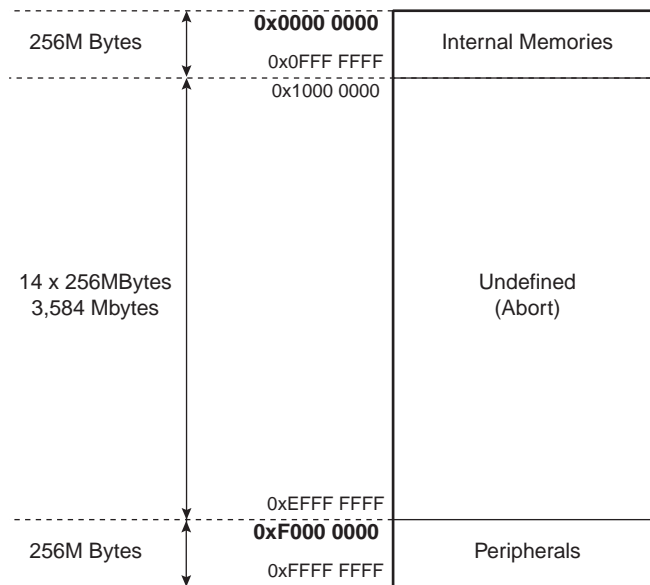 0x0000 0000
256M Bytes
Internal Memories
0x0FFF FFFF
0x1000 0000
14 x 256MBytes
3,584 Mbytes
Undefined
(Abort)
0xEFFF FFFF
0xF000 0000
256M Bytes
Peripherals
0xFFFF FFFF